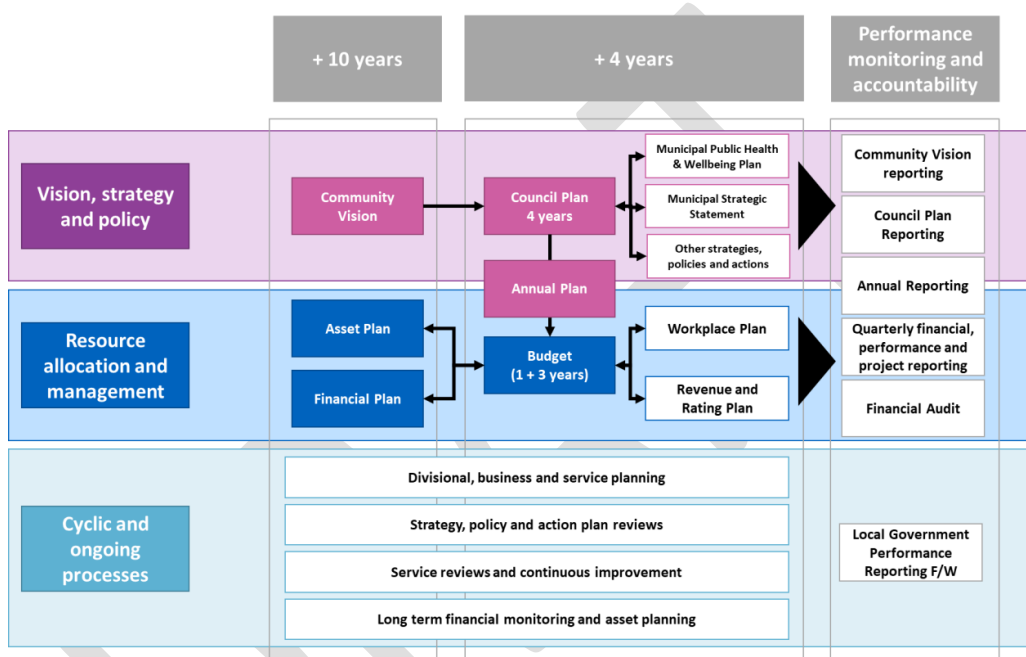 + 10 years
+ 4 years
Performance
monitoring and
accountability
Vision, strategy
and policy
Community
Vision
Council Plan
4 years
Municipal Public Health
& Wellbeing Plan
Municipal Strategic
Statement
Other strategies,
policies and actions
Annual Plan
Community Vision
reporting
Council Plan
Reporting
Annual Reporting
Resource
allocation and
management
Asset Plan
Financial Plan
Budget
(1 + 3 years)
Workplace Plan
Revenue and
Rating Plan
Quarterly financial,
performance and
project reporting
Financial Audit
Cyclic and
ongoing
processes
Divisional, business and service planning
Strategy, policy and action plan reviews
Service reviews and continuous improvement
Long term financial monitoring and asset planning
Local Government
Performance
Reporting F/W